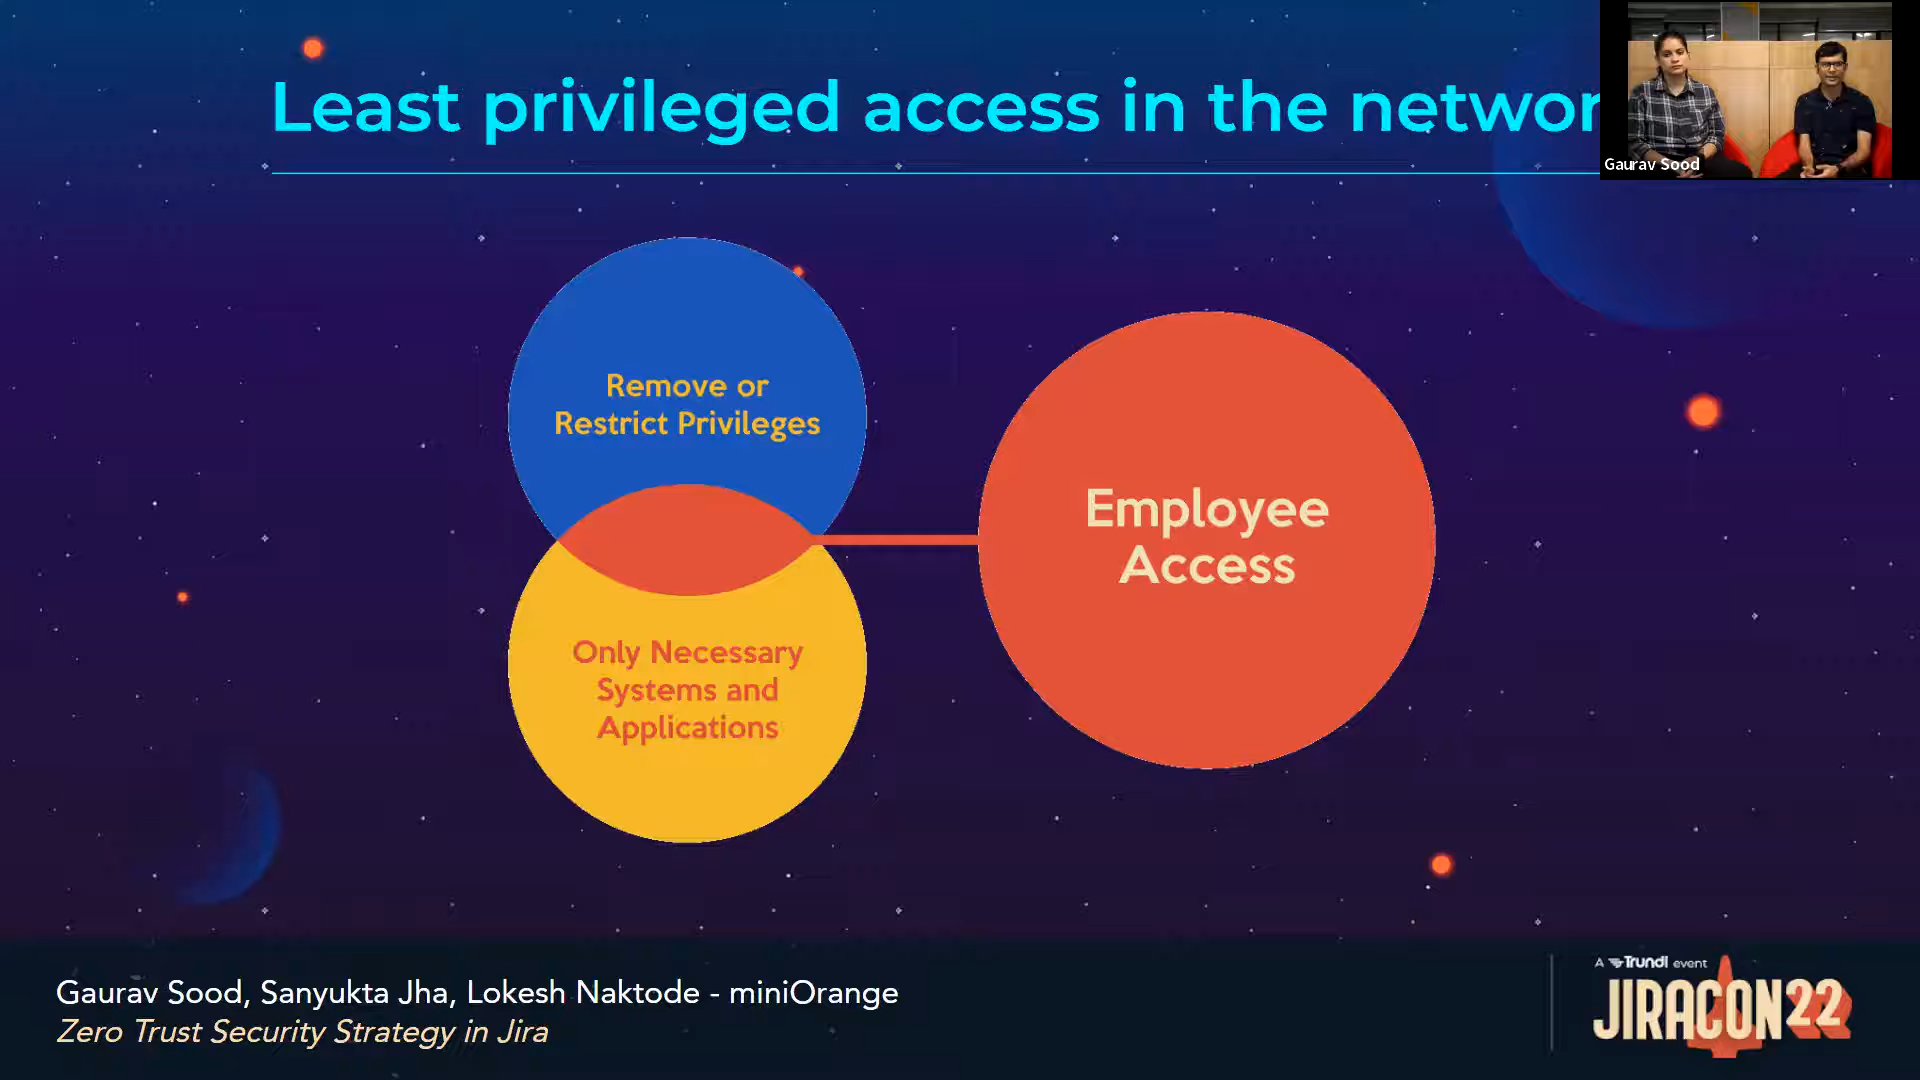 Least privileged access in the networ
Gaurav Sood
Remove or
Restrict Privileges
Employee
Access
Only Necessary
Systems and
Applications
Gaurav Sood, Sanyukta Jha, Lokesh Naktode - miniOrange
Zero Trust Security Strategy in Jira
A Trundl event
JIRACON22